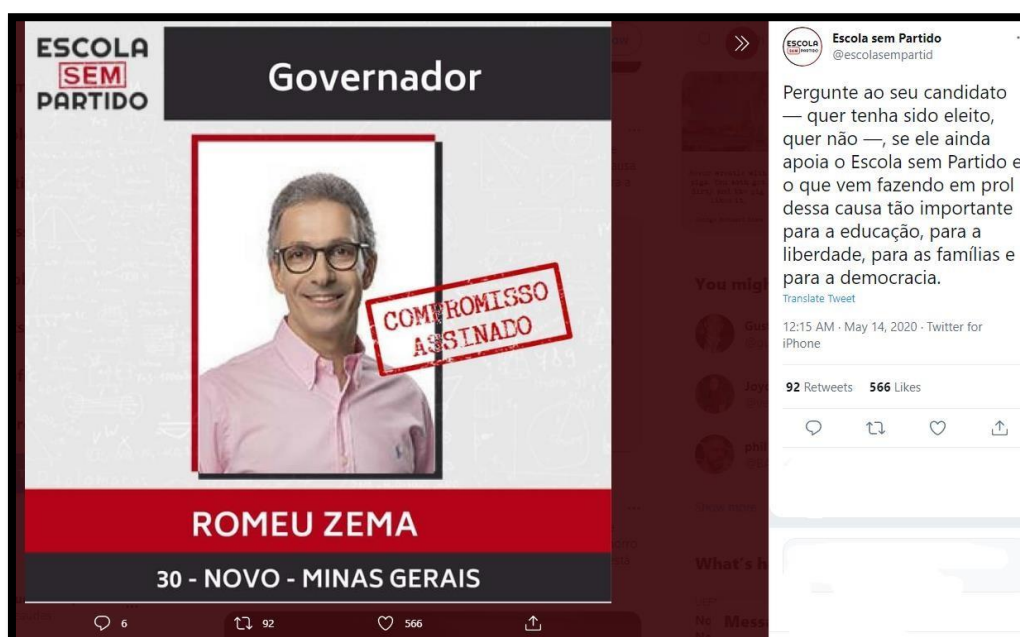 ESCOLA
SEM
PARTIDO
Governador
COMPROMISSO
ASSINADO
ROMEU ZEMA
30 - NOVO - MINAS GERAIS
6
92
566
Escola sem Partido
@escolasempartid
Pergunte ao seu candidato
— quer tenha sido eleito,
quer não —, se ele ainda
apoia o Escola sem Partido e
o que vem fazendo em prol
dessa causa tão importante
para a educação, para a
liberdade, para as famílias e
para a democracia.
Translate Tweet
12:15 AM · May 14, 2020 · Twitter for
iPhone
92 Retweets 566 Likes
You migh
What's h
Mess